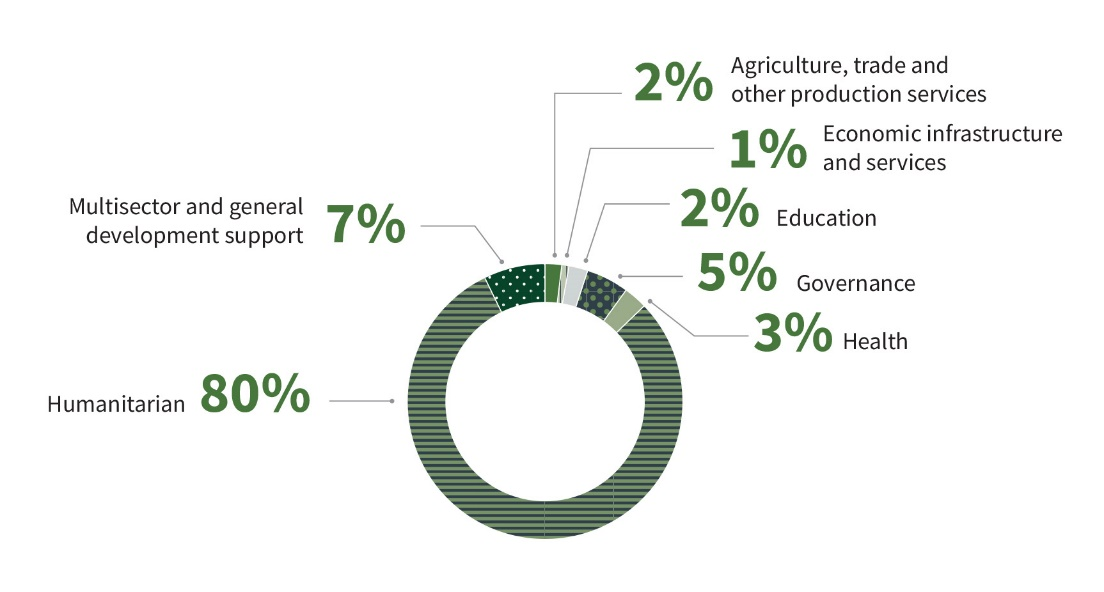 2% Agriculture, trade and
other production services
1% Economic infrastructure
and services
2% Education
5% Governance
3% Health
Multisector and general
development support 7%
Humanitarian 80%